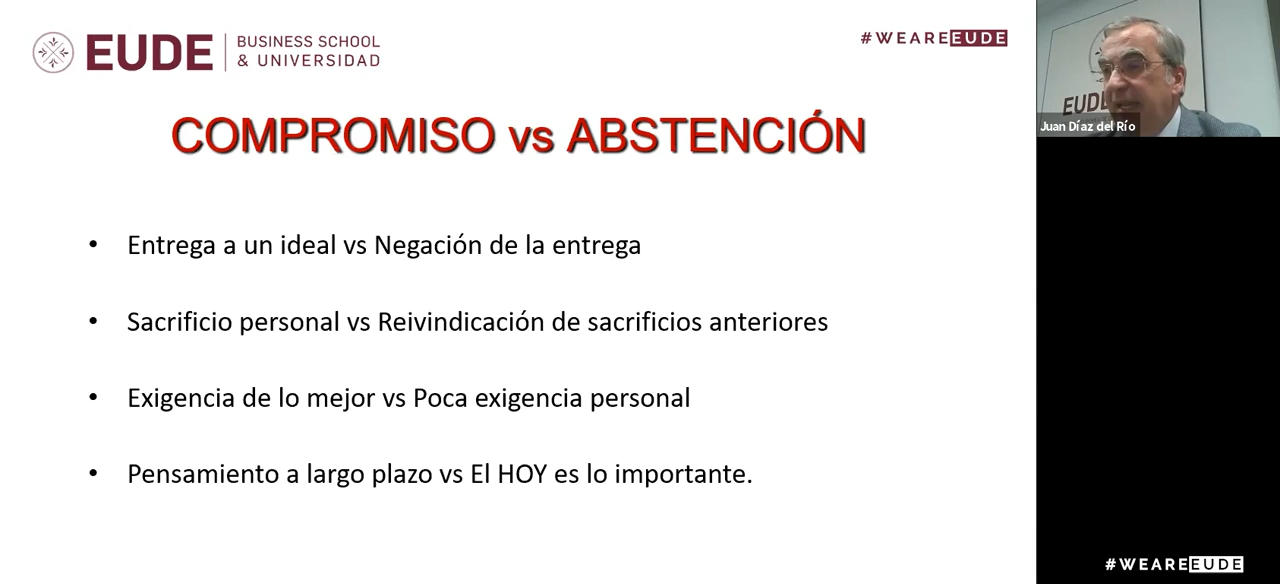 EUDE BUSINESS SCHOOL & UNIVERSIDAD
#WEAREEUDE
COMPROMISO vs ABSTENCIÓN
• Entrega a un ideal vs Negación de la entrega
• Sacrificio personal vs Reivindicación de sacrificios anteriores
• Exigencia de lo mejor vs Poca exigencia personal
• Pensamiento a largo plazo vs El HOY es lo importante.
EUDE
Juan Díaz del Río
#WEAREEUDE